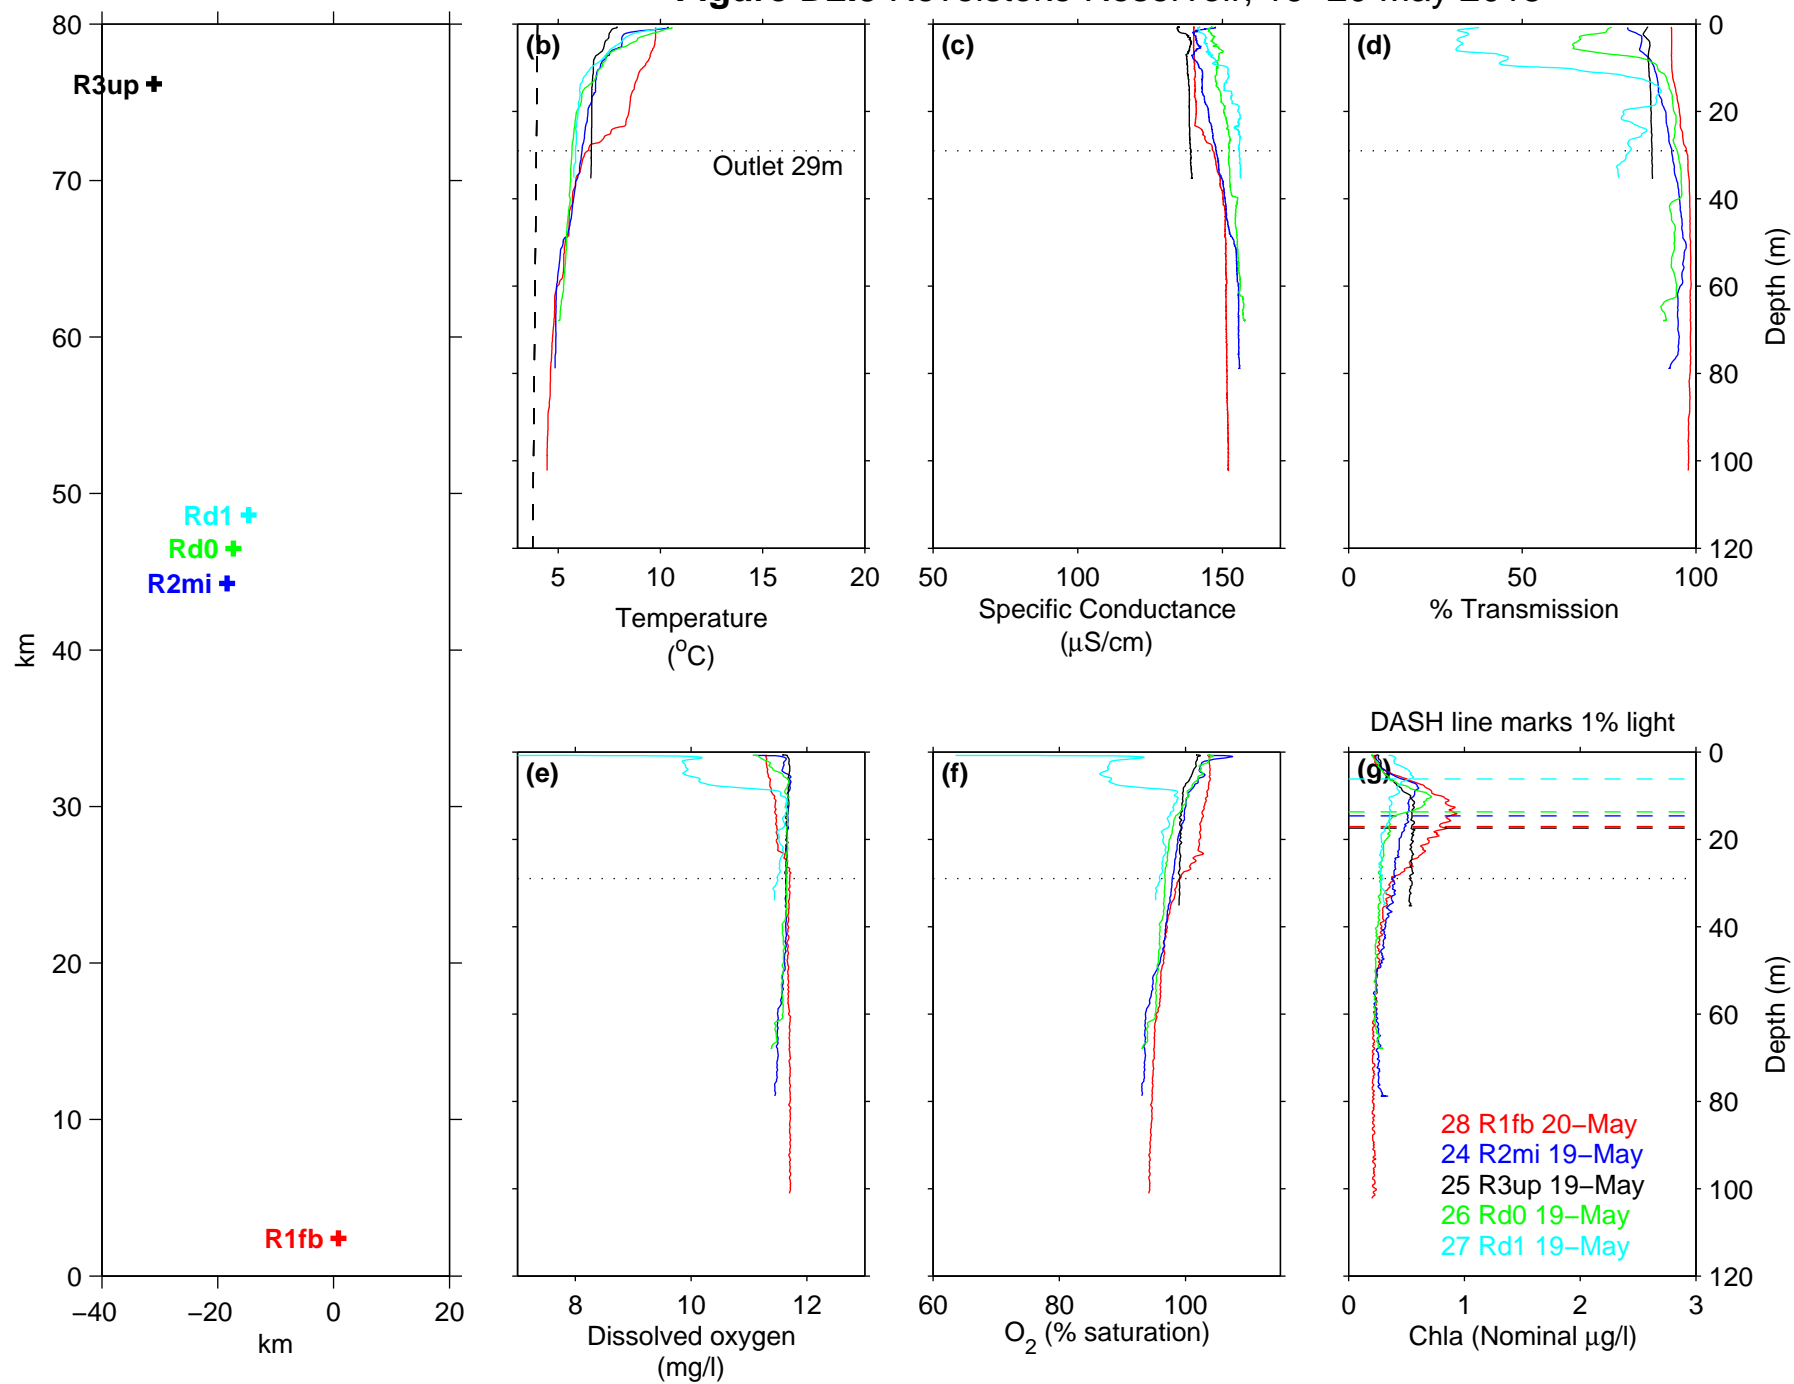 80
70
60
50
40
30
20
10
0
km
−40
−20
0
20
km
R3up
Rd1
Rd0
R2mi
R1fb
(b)
Outlet 29m
5
10
15
20
Temperature
(°C)
(c)
50
100
150
Specific Conductance
(μS/cm)
(d)
0
50
100
% Transmission
0
20
40
60
80
100
120
Depth (m)
(e)
8
10
12
Dissolved oxygen
(mg/l)
(f)
60
80
100
O2 (% saturation)
DASH line marks 1% light
(g)
28 R1fb 20−May
24 R2mi 19−May
25 R3up 19−May
26 Rd0 19−May
27 Rd1 19−May
0
1
2
3
Chla (Nominal μg/l)
0
20
40
60
80
100
120
Depth (m)